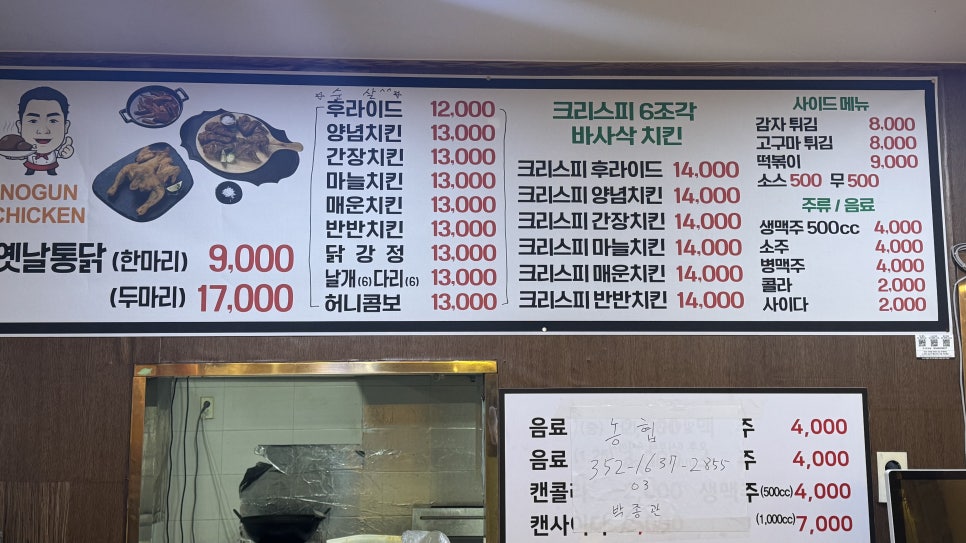 NOGUN
CHICKEN
옛날통닭 (한마리) 9,000
(두마리) 17,000
순살^^
후라이드 12,000
양념치킨 13,000
간장치킨 13,000
마늘치킨 13,000
매운치킨 13,000
반반치킨 13,000
닭강정 13,000
날개(6)다리(6) 13,000
허니콤보 13,000
크리스피 6조각
바사삭 치킨
크리스피 후라이드 14,000
크리스피 양념치킨 14,000
크리스피 간장치킨 14,000
크리스피 마늘치킨 14,000
크리스피 매운치킨 14,000
크리스피 반반치킨 14,000
사이드 메뉴
감자 튀김 8,000
고구마 튀김 8,000
떡볶이 9,000
소스 500 무 500
주류 / 음료
생맥주 500cc 4,000
소주 4,000
병맥주 4,000
콜라 2,000
사이다 2,000
음료 주 4,000
음료 주 4,000
캔콜 주(500cc) 4,000
캔사 (1,000cc) 7,000
농협
352-1637-2855
03
박종관